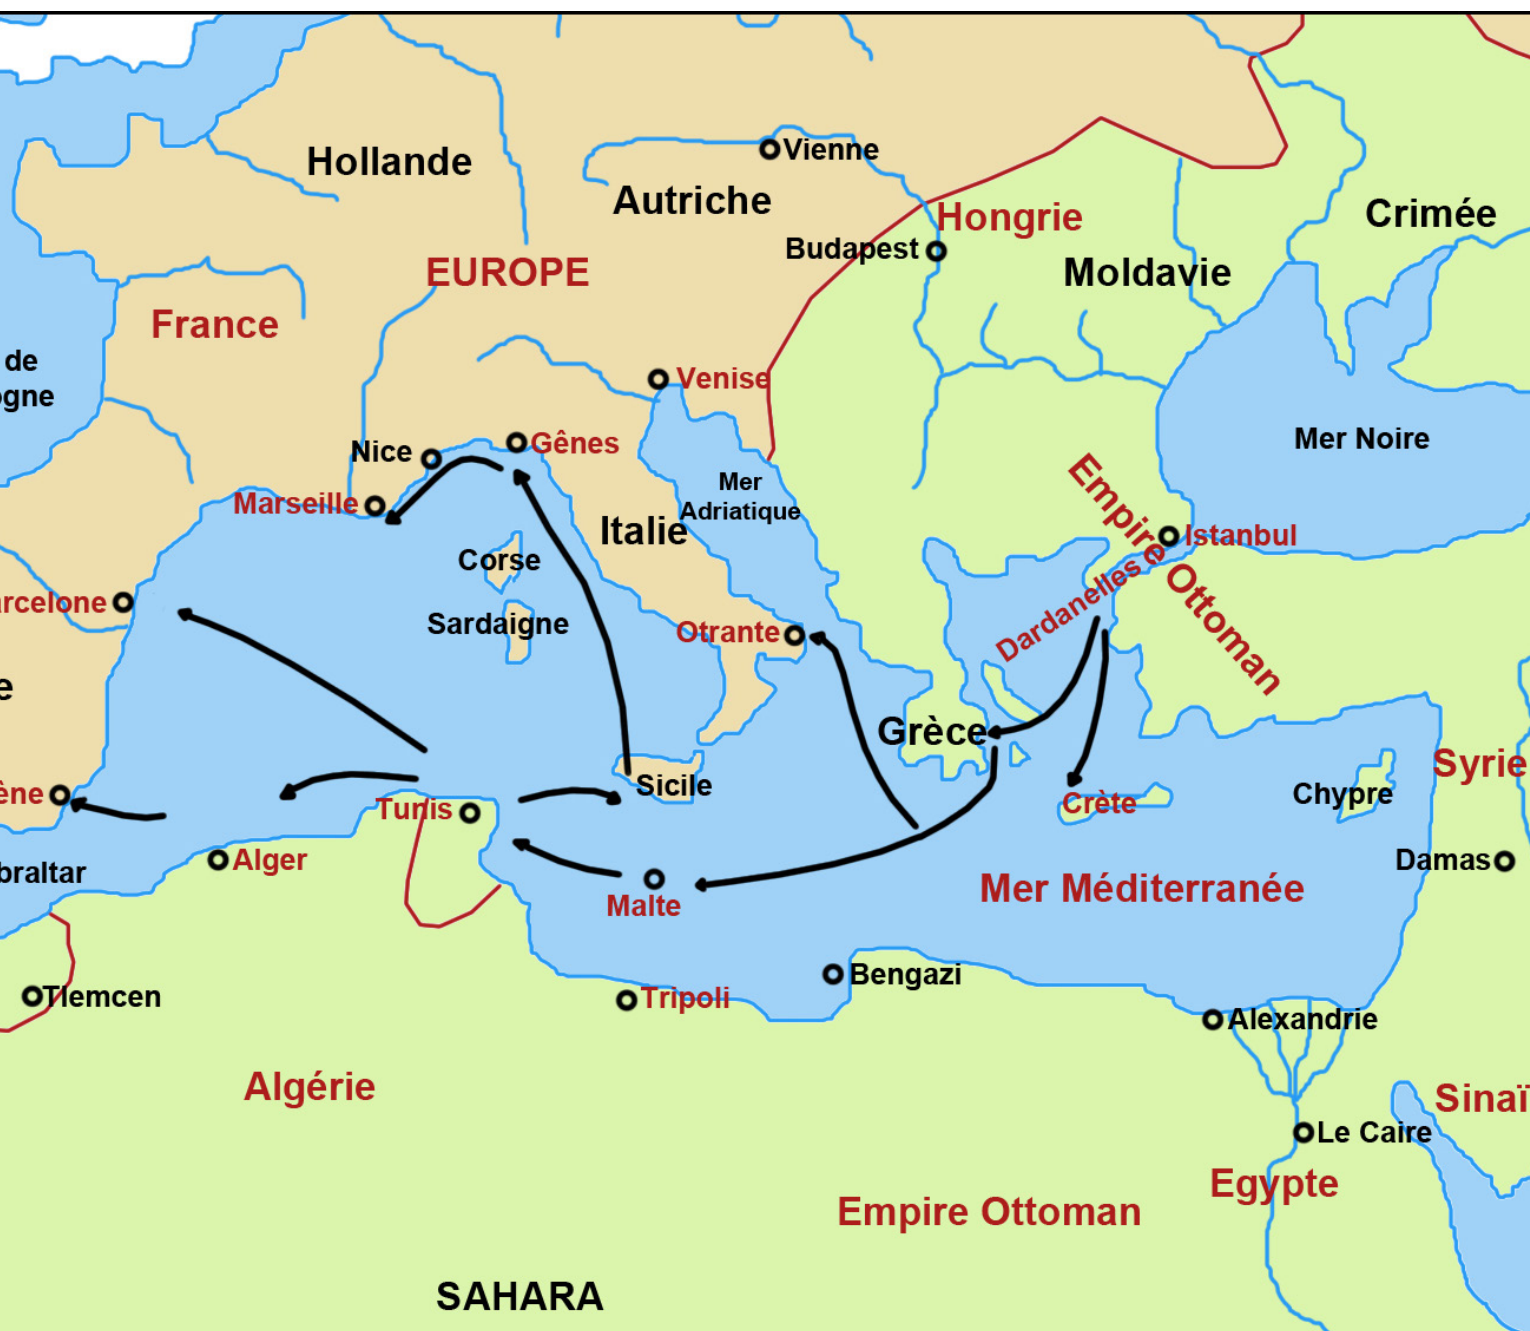 Hollande
Vienne
Autriche
Hongrie
Crimée
Budapest
EUROPE
Moldavie
France
de
ogne
Venise
Mer Noire
Nice
Gênes
Marseille
Mer
Adriatique
Italie
Empire Ottoman
Istanbul
Corse
Dardanelles
arcelone
Sardaigne
Otrante
e
Grèce
Syrie
Sicile
ène
Chypre
Tunis
Crète
Alger
Damas
braltar
Mer Méditerranée
Malte
Bengazi
Tlemcen
Tripoli
Alexandrie
Algérie
Sinaï
Le Caire
Egypte
Empire Ottoman
SAHARA